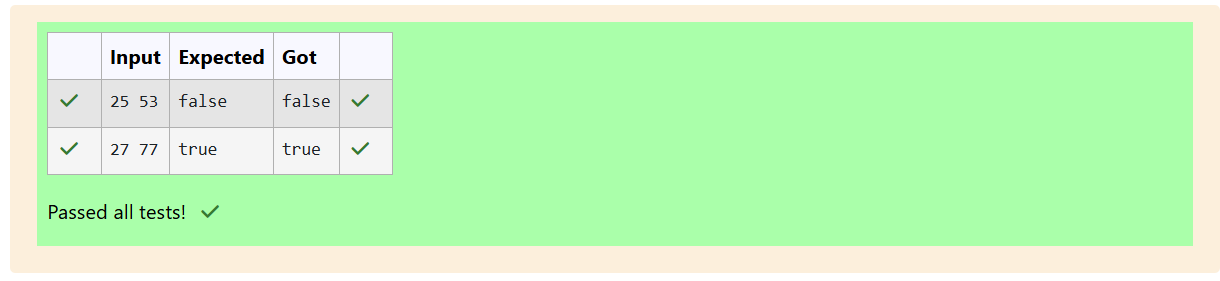 Input Expected Got
25 53 false false
27 77 true true
Passed all tests!